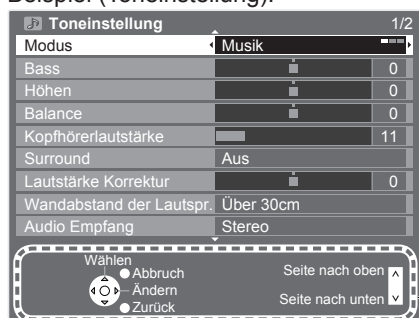 Beispiel (Toneinstellung):
Toneinstellung 1/2
Modus Musik
Bass 0
Höhen 0
Balance 0
Kopfhörerlautstärke 11
Surround Aus
Lautstärke Korrektur 0
Wandabstand der Lautspr. Über 30cm
Audio Empfang Stereo
Wählen
Abbruch
Ändern
Zurück
Seite nach oben
Seite nach unten